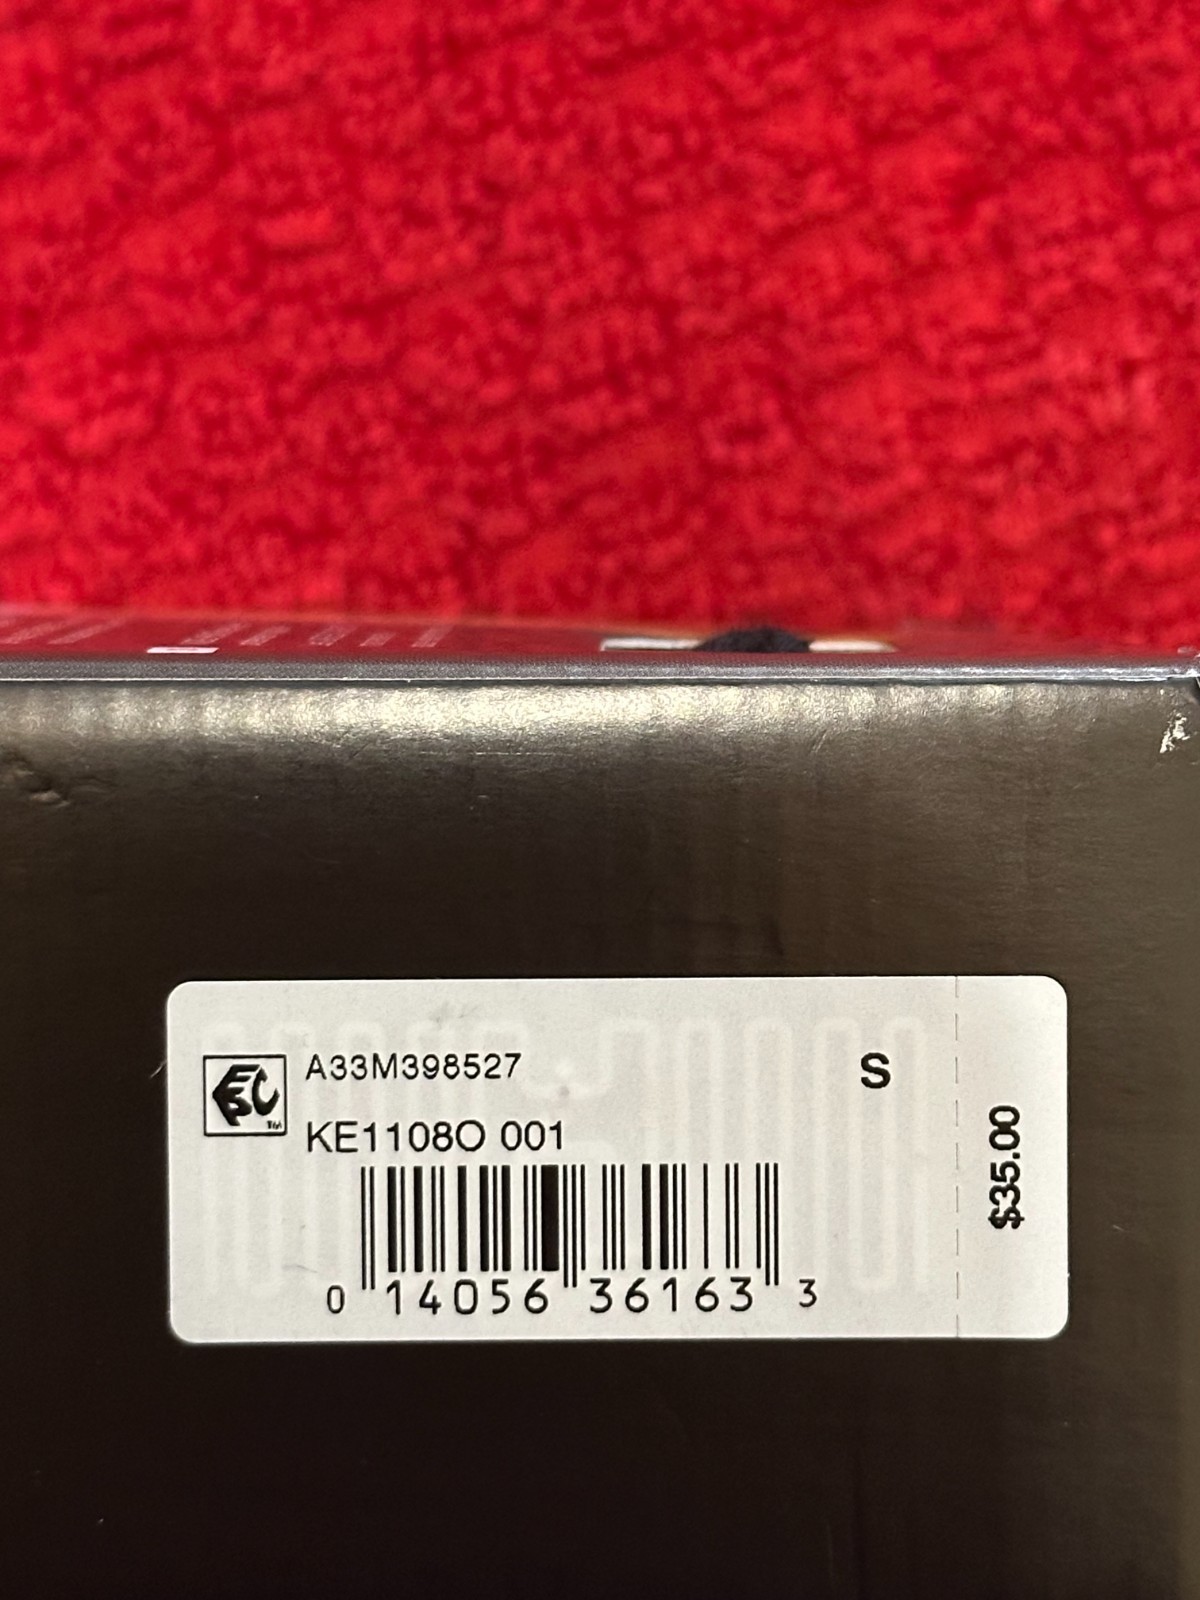 A33M398527
S
KE1108O 001
0 14056 36163 3
$35.00